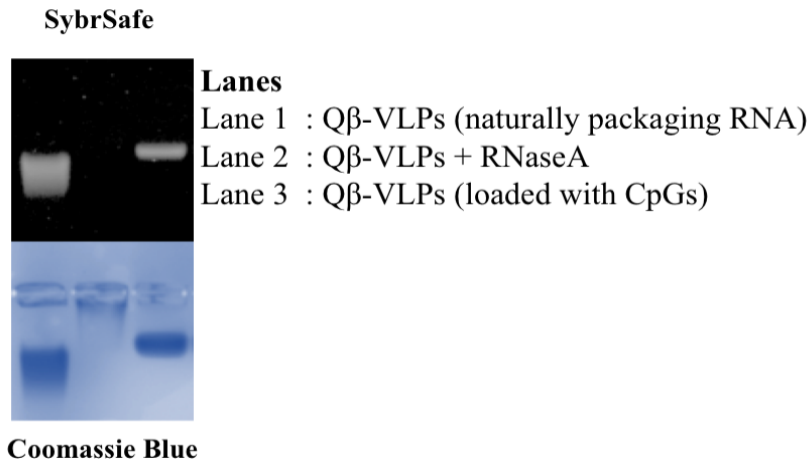 SybrSafe
Lanes
Lane 1 : Qβ-VLPs (naturally packaging RNA)
Lane 2 : Qβ-VLPs + RNaseA
Lane 3 : Qβ-VLPs (loaded with CpGs)
Coomassie Blue